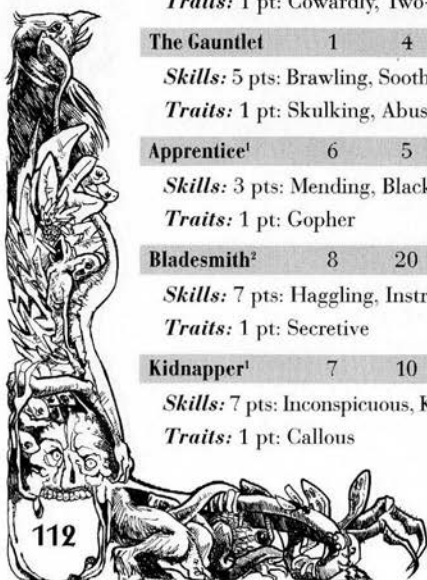 Traits: 1 pt: Cowardly, Two-
The Gauntlet 1 4
Skills: 5 pts: Brawling, Sooth
Traits: 1 pt: Skulking, Abus
Apprentice¹ 6 5
Skills: 3 pts: Mending, Black
Traits: 1 pt: Gopher
Bladesmith² 8 20
Skills: 7 pts: Haggling, Instr
Traits: 1 pt: Secretive
Kidnapper¹ 7 10
Skills: 7 pts: Inconspicuous, K
Traits: 1 pt: Callous
112